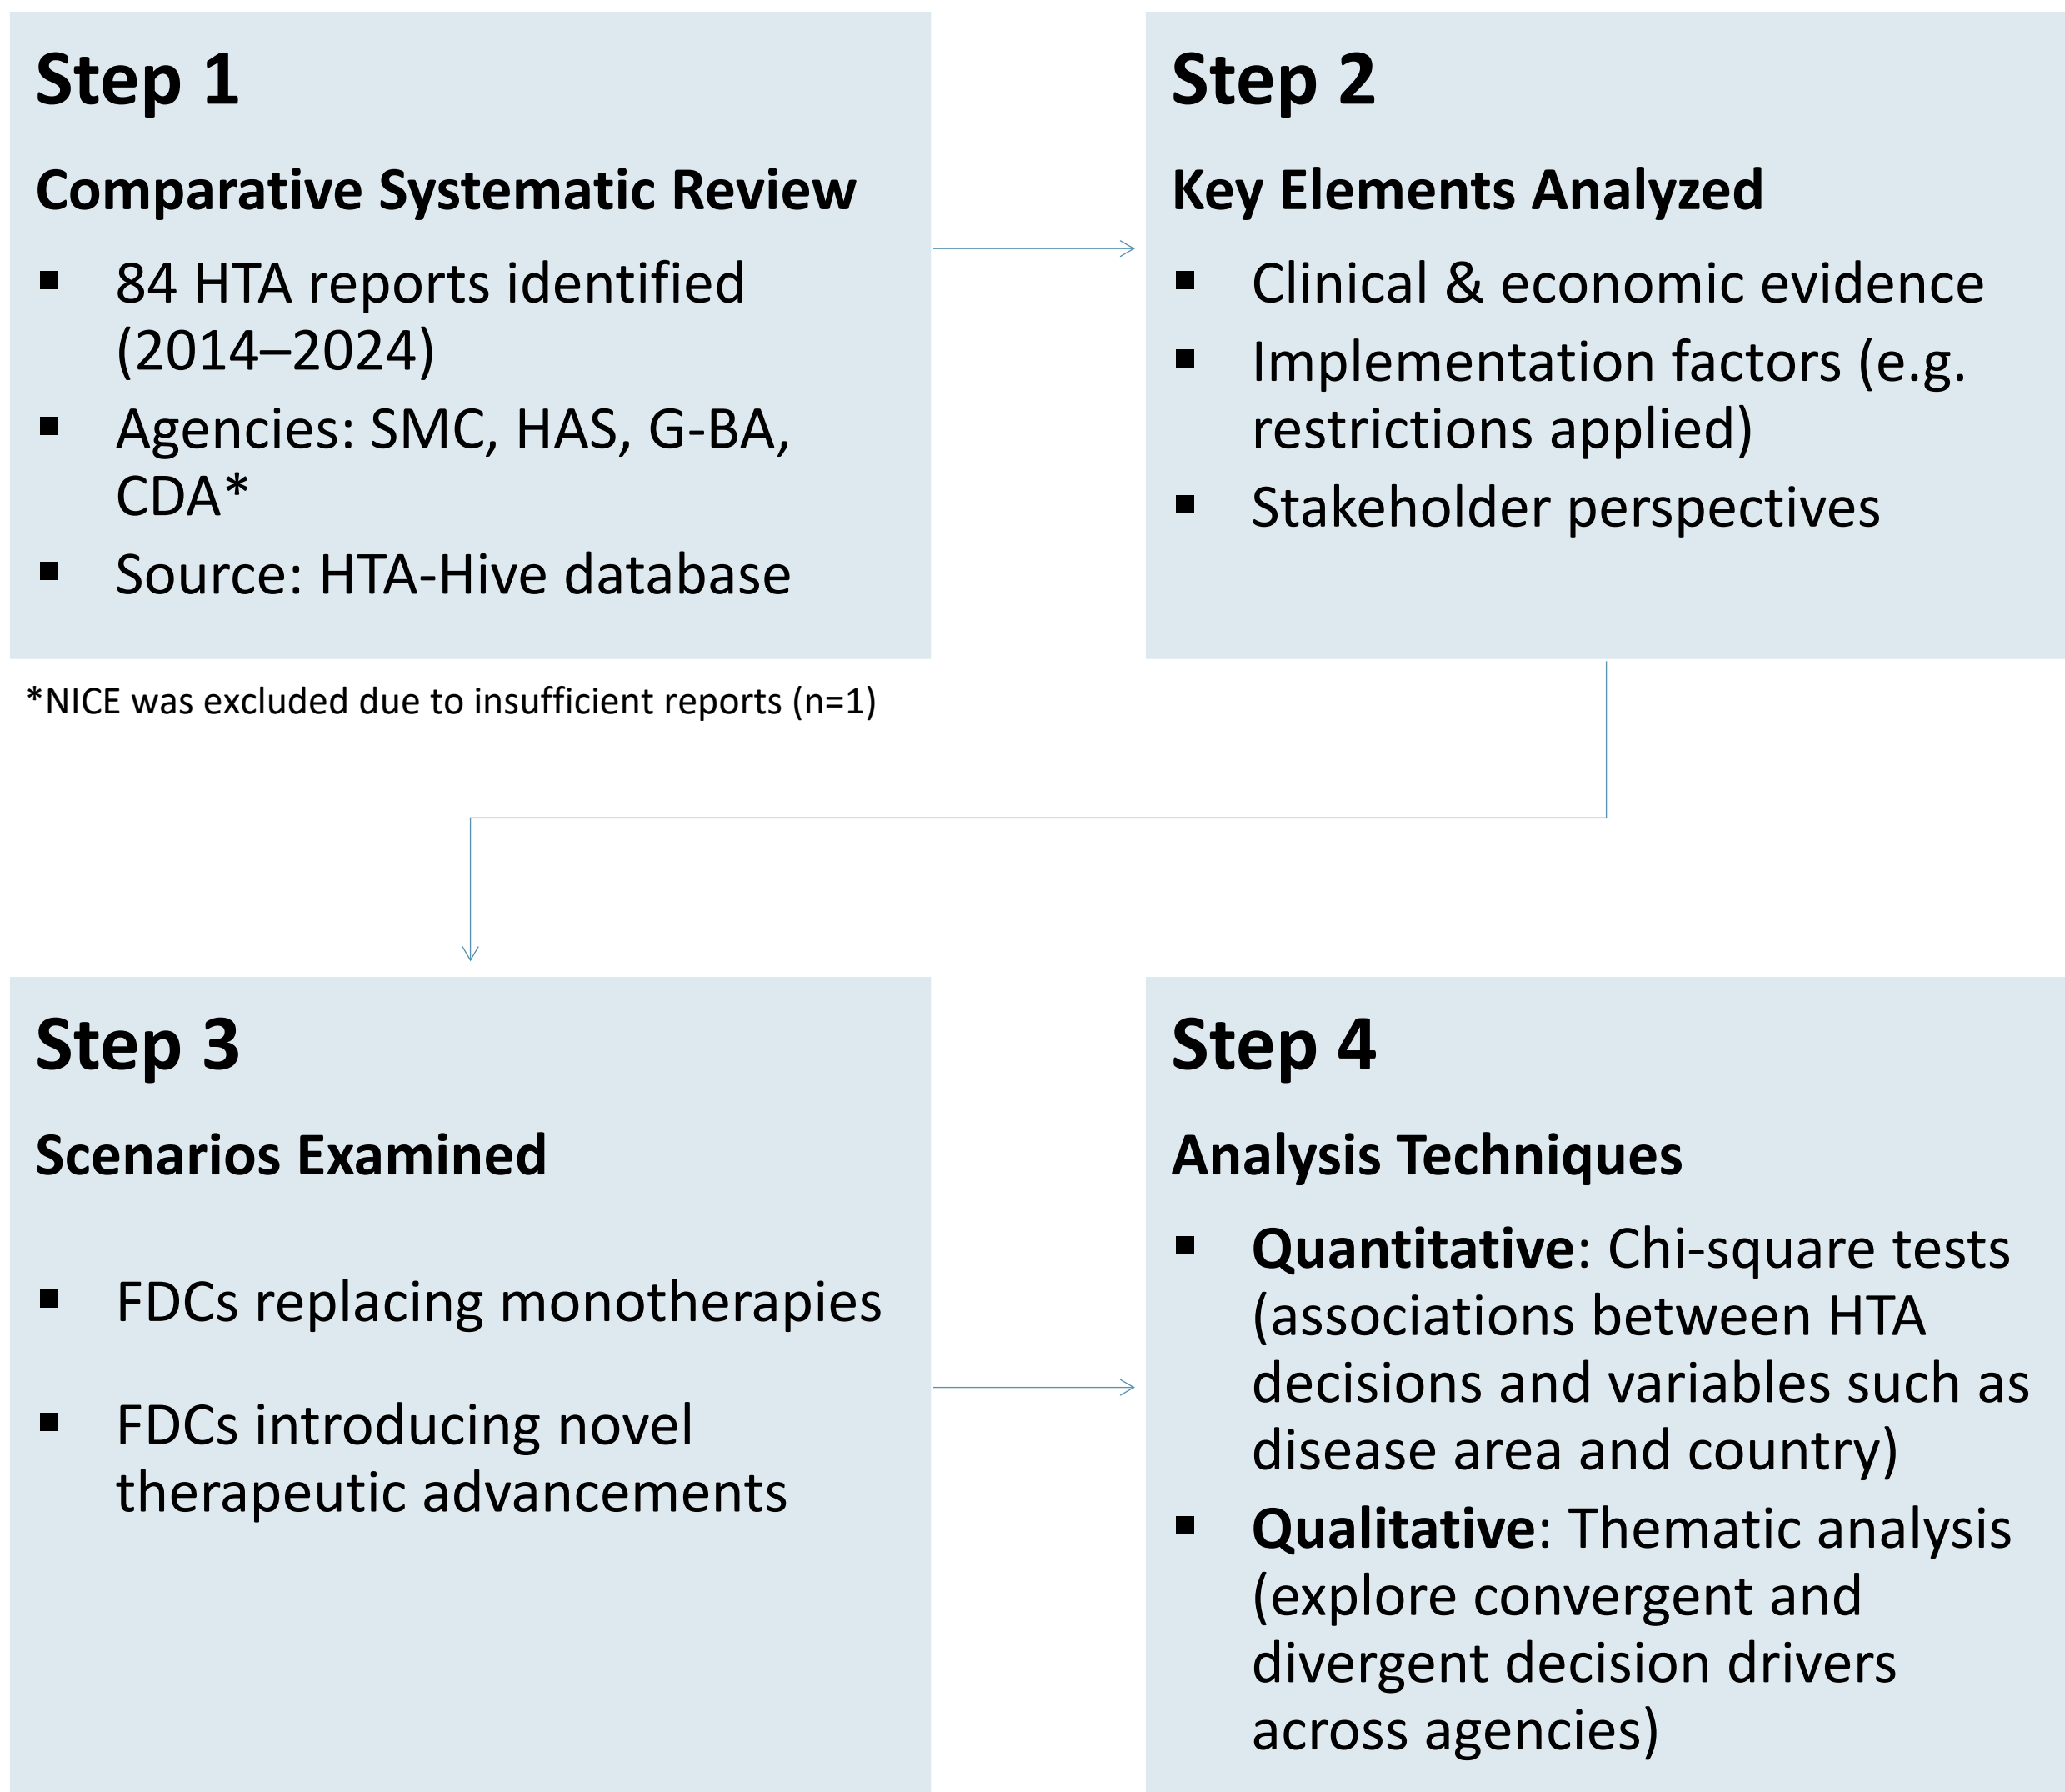 Step 1
Comparative Systematic Review
▪ 84 HTA reports identified
(2014–2024)
▪ Agencies: SMC, HAS, G-BA,
CDA*
▪ Source: HTA-Hive database
*NICE was excluded due to insufficient reports (n=1)
Step 2
Key Elements Analyzed
▪ Clinical & economic evidence
▪ Implementation factors (e.g.
restrictions applied)
▪ Stakeholder perspectives
Step 3
Scenarios Examined
▪ FDCs replacing monotherapies
▪ FDCs introducing novel
therapeutic advancements
Step 4
Analysis Techniques
▪ Quantitative: Chi-square tests
(associations between HTA
decisions and variables such as
disease area and country)
▪ Qualitative: Thematic analysis
(explore convergent and
divergent decision drivers
across agencies)